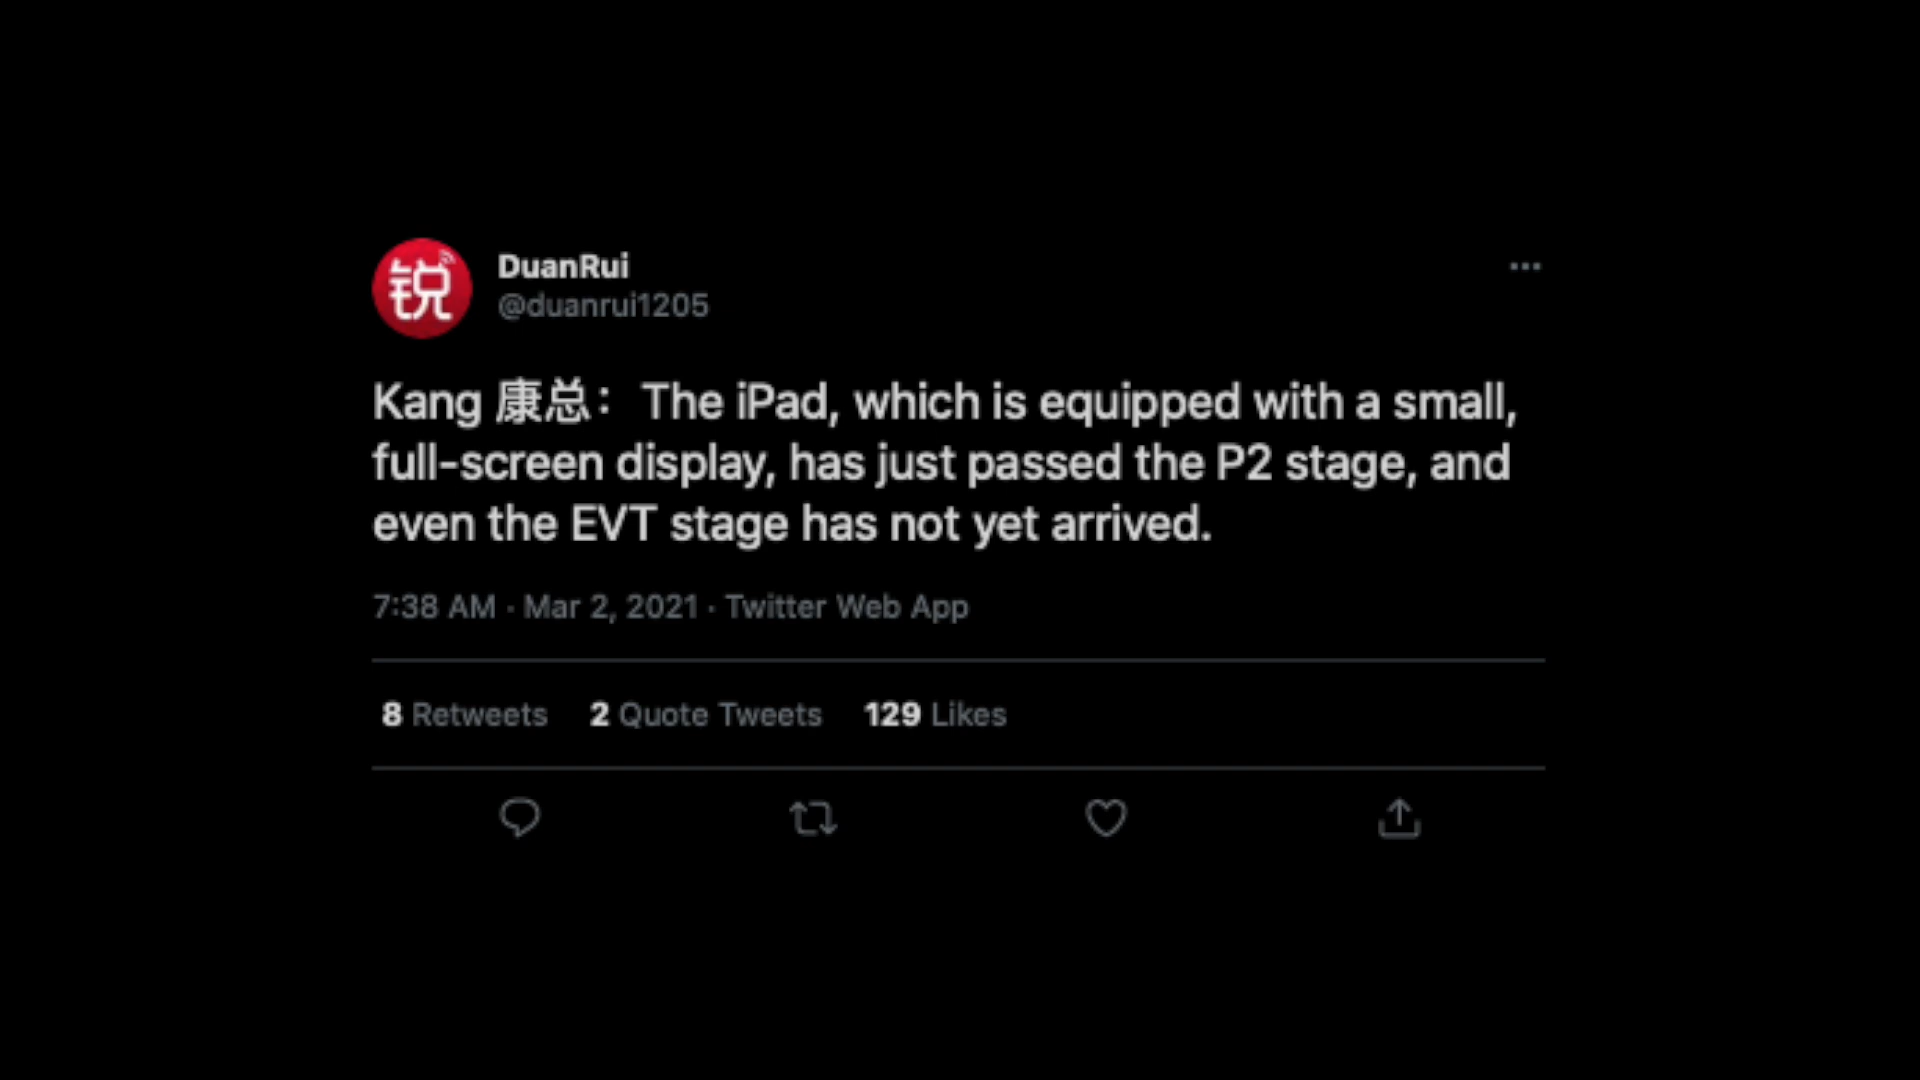 锐
DuanRui
@duanrui1205
Kang 康总：The iPad, which is equipped with a small,
full-screen display, has just passed the P2 stage, and
even the EVT stage has not yet arrived.
7:38 AM · Mar 2, 2021 · Twitter Web App
8 Retweets 2 Quote Tweets 129 Likes